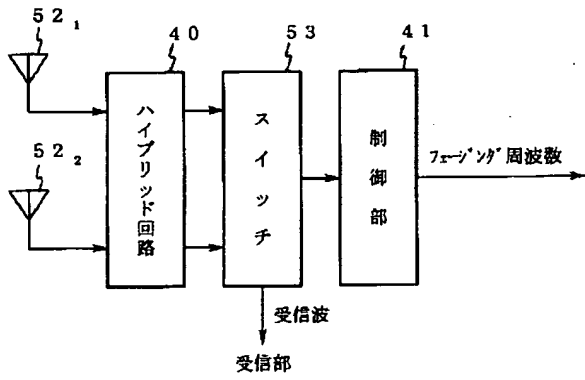 ５２₁
４０
５３
４１
５２₂
ハイブリッド回路
スイッチ
制御部
フェージング周波数
受信波
受信部